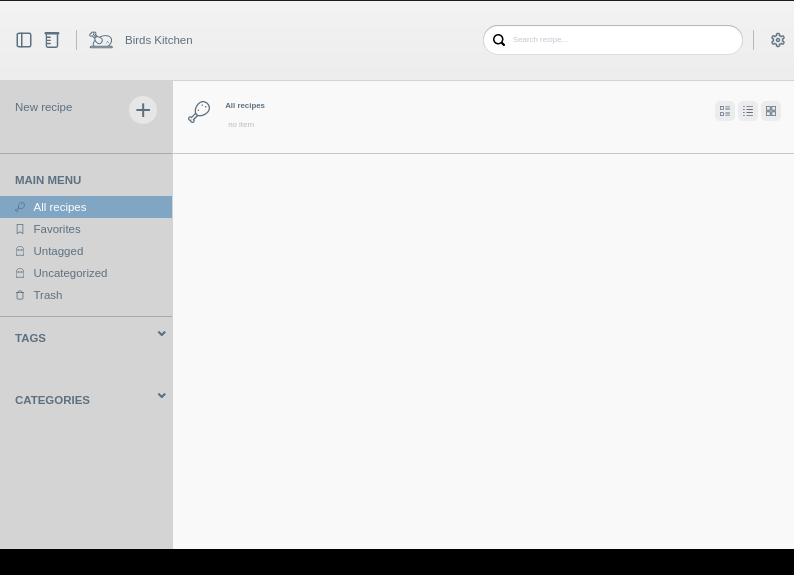 Birds Kitchen
Search recipe...
New recipe
All recipes
no item
MAIN MENU
All recipes
Favorites
Untagged
Uncategorized
Trash
TAGS
CATEGORIES